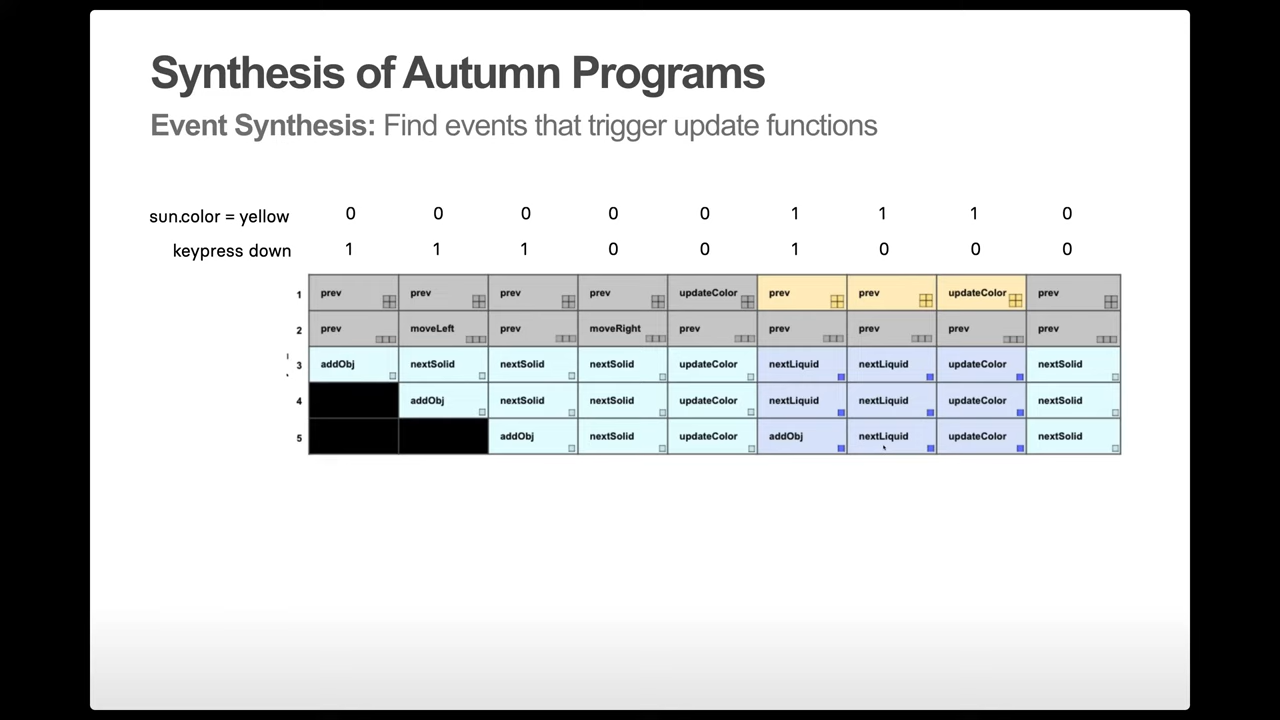 Synthesis of Autumn Programs
Event Synthesis: Find events that trigger update functions
sun.color = yellow 0 0 0 0 0 1 1 1 0
keypress down 1 1 1 0 0 1 0 0 0
1 prev prev prev prev updateColor prev prev updateColor prev
2 prev moveLeft prev moveRight prev prev prev prev prev
3 addObj nextSolid nextSolid nextSolid updateColor nextLiquid nextLiquid updateColor nextSolid
4 addObj nextSolid nextSolid updateColor nextLiquid nextLiquid updateColor nextSolid
5 addObj nextSolid updateColor addObj nextLiquid updateColor nextSolid